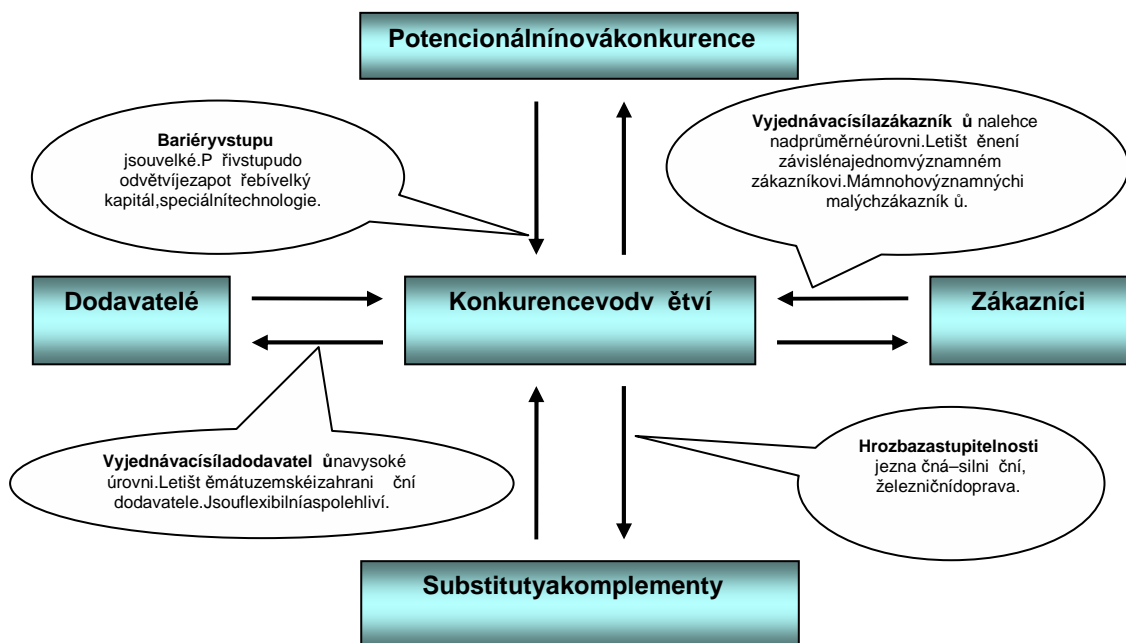 Potencionálnínovákonkurence
Bariéryvstupu
jsouvelké.P řivstupudo
odvětvíjezapot řebívelký
kapitál,speciálnítechnologie.
Vyjednávacísílazákazník ů nalehce
nadprůměrnéúrovni.Letišt ěnení
závislénajednomvýznamném
zákazníkovi.Mámnohovýznamnýchi
malýchzákazník ů.
Dodavatelé
Konkurencevodv ětví
Zákazníci
Vyjednávacísíladodavatel ůnavysoké
úrovni.Letišt ěmátuzemskéizahrani ční
dodavatele.Jsouflexibilníaspolehliví.
Hrozbazastupitelnosti
jezna čná–silni ční,
železničnídoprava.
Substitutyakomplementy